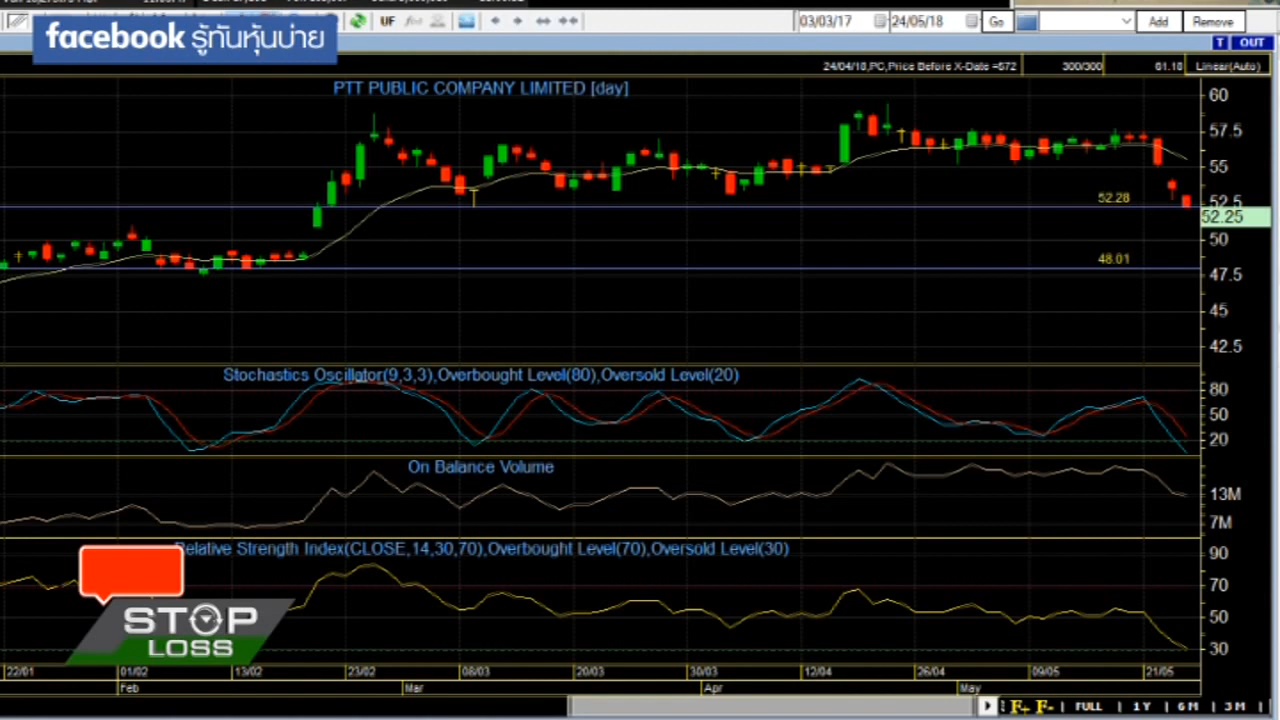 03/03/17 24/05/18 Go Add Remove
UF
facebook รู้ทันหุ้นบ่าย
T OUT
24/04/18,PC,Price Before X-Date =572 300/300 61.18 Linear(Auto)
PTT PUBLIC COMPANY LIMITED [day]
60
57.5
55
52.28
52.5
52.25
50
48.01
47.5
45
42.5
Stochastics Oscillator(9,3,3),Overbought Level(80),Oversold Level(20)
80
50
20
On Balance Volume
13M
7M
Relative Strength Index(CLOSE,14,30,70),Overbought Level(70),Oversold Level(30)
90
70
50
30
STOP
LOSS
22/01 01/02 13/02 23/02 08/03 20/03 30/03 12/04 26/04 09/05 21/05
Feb Mar Apr May
F+ F- FULL 1Y 6M 3M